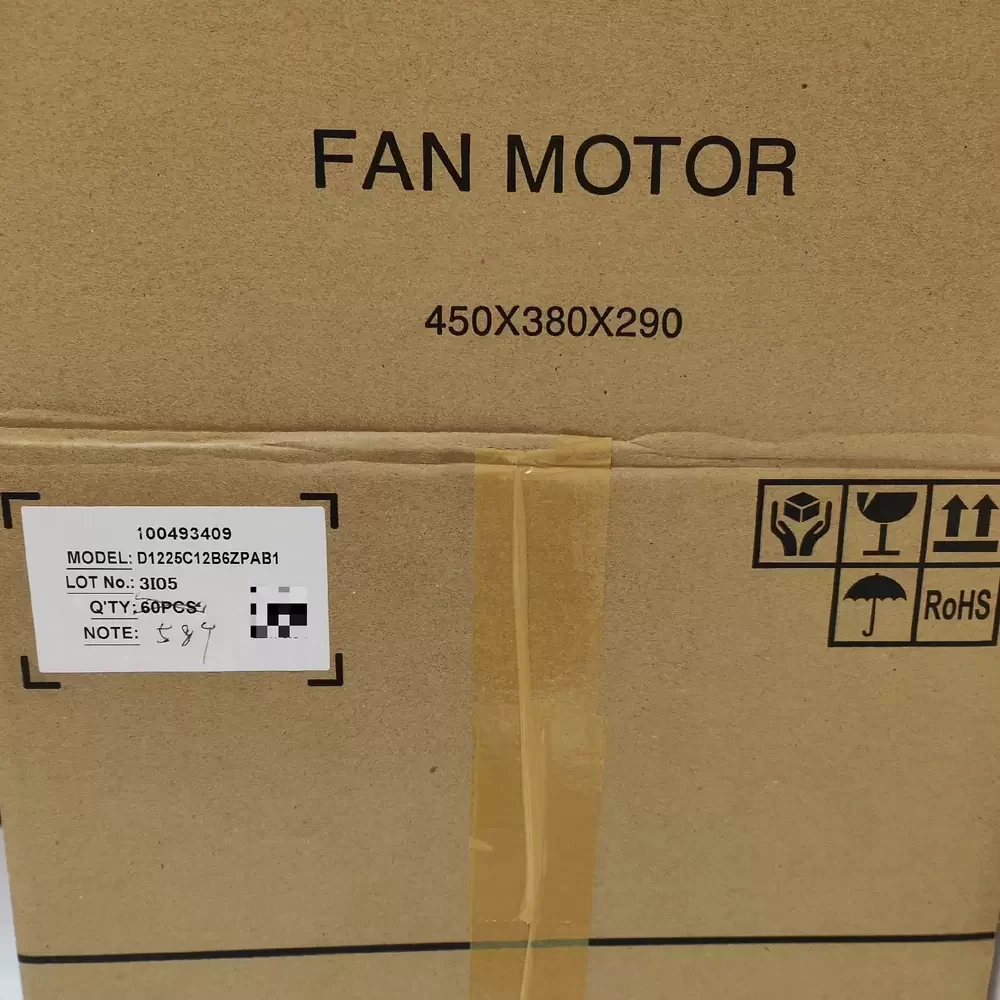 FAN MOTOR
450X380X290
100493409
MODEL: D1225C12B6ZPAB1
LOT No.: 3I05
Q'TY: 60PCS
NOTE:
RoHS